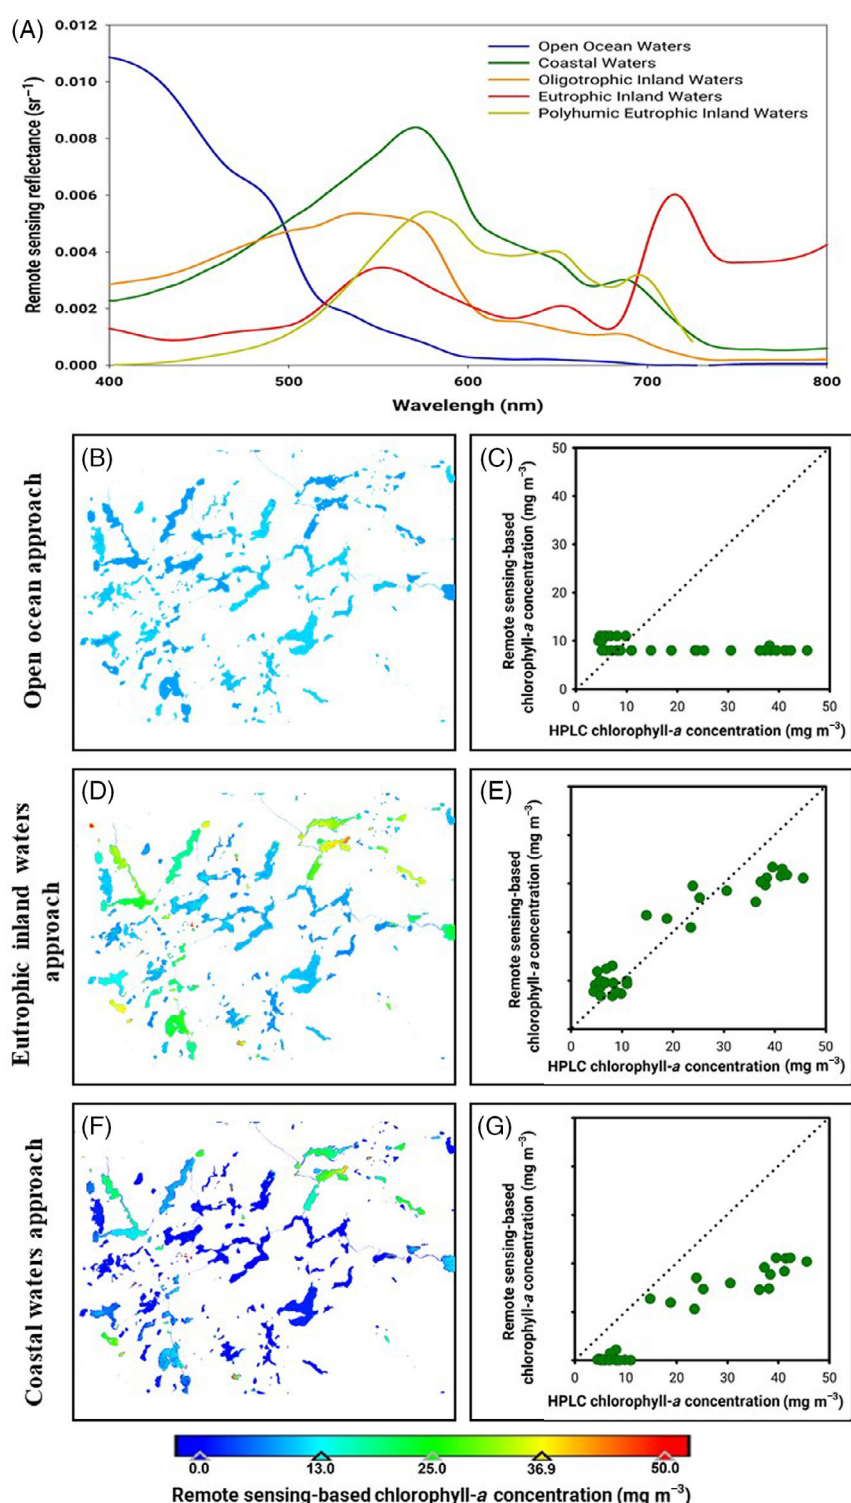 (A)
0.012
0.010
0.008
0.006
0.004
0.002
0.000
Remote sensing reflectance (sr⁻¹)
Open Ocean Waters
Coastal Waters
Oligotrophic Inland Waters
Eutrophic Inland Waters
Polyhumic Eutrophic Inland Waters
400 500 600 700 800
Wavelengh (nm)
Open ocean approach
(B)
(C)
Remote sensing-based
chlorophyll-a concentration (mg m⁻³)
50
40
30
20
10
0
0 10 20 30 40 50
HPLC chlorophyll-a concentration (mg m⁻³)
Eutrophic inland waters
approach
(D)
(E)
Remote sensing-based
chlorophyll-a concentration (mg m⁻³)
0 10 20 30 40 50
HPLC chlorophyll-a concentration (mg m⁻³)
Coastal waters approach
(F)
(G)
Remote sensing-based
chlorophyll-a concentration (mg m⁻³)
0 10 20 30 40 50
HPLC chlorophyll-a concentration (mg m⁻³)
0.0 13.0 25.0 36.9 50.0
Remote sensing-based chlorophyll-a concentration (mg m⁻³)